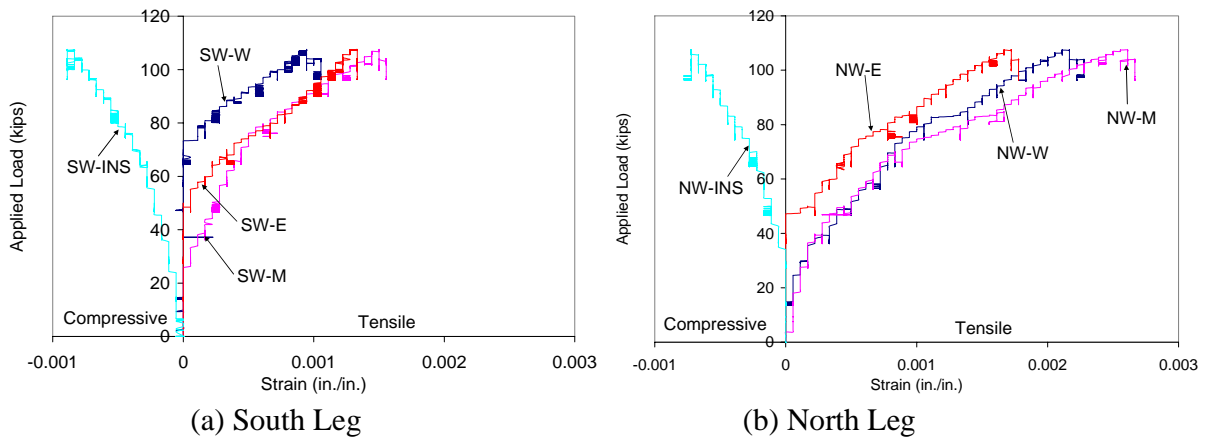 Applied Load (kips)
120
100
80
60
40
20
0
SW-W
SW-INS
SW-E
SW-M
Compressive
Tensile
-0.001
0
0.001
0.002
0.003
Strain (in./in.)
(a) South Leg
Applied Load (kips)
120
100
80
60
40
20
0
NW-E
NW-M
NW-W
NW-INS
Compressive
Tensile
-0.001
0
0.001
0.002
0.003
Strain (in./in.)
(b) North Leg